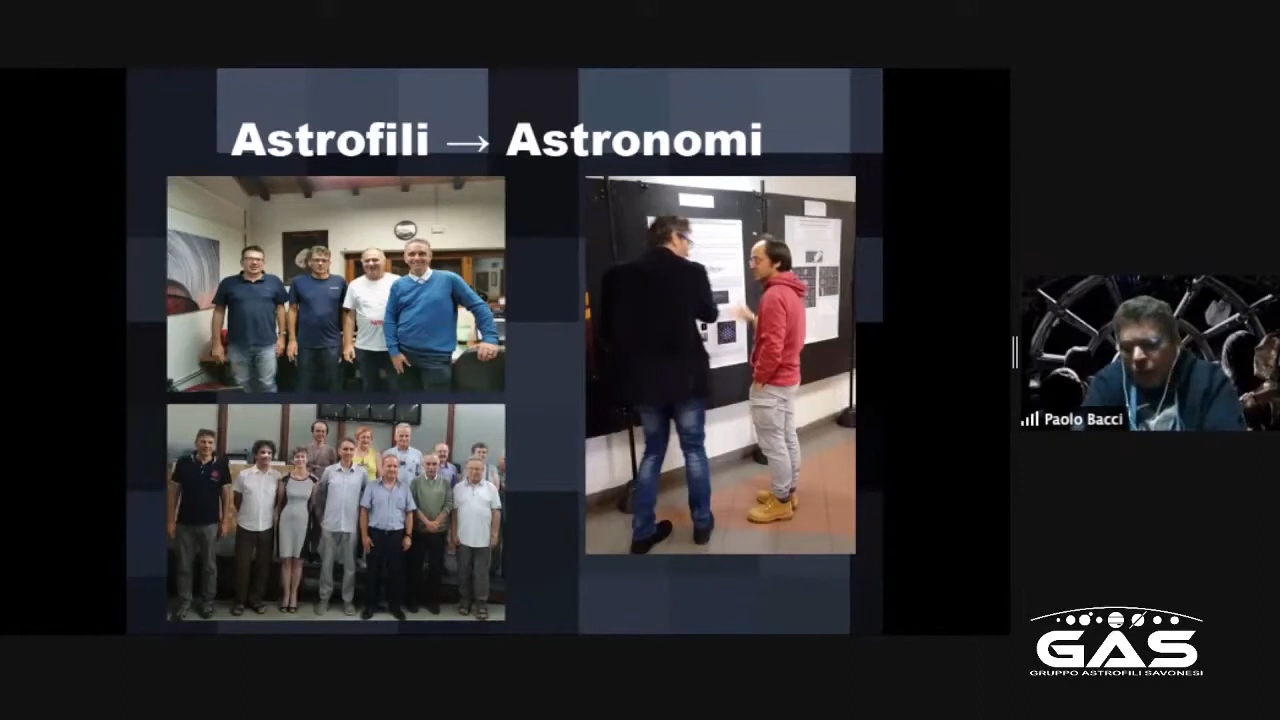 Astrofili → Astronomi
Paolo Bacci
GAS
GRUPPO ASTROFILI SAVONESI